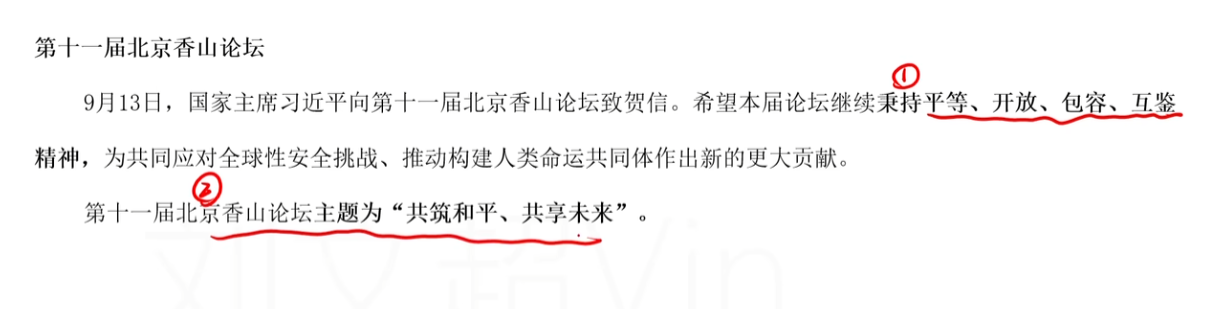 第十一届北京香山论坛
①
9月13日，国家主席习近平向第十一届北京香山论坛致贺信。希望本届论坛继续秉持平等、开放、包容、互鉴
精神，为共同应对全球性安全挑战、推动构建人类命运共同体作出新的更大贡献。
②
第十一届北京香山论坛主题为“共筑和平、共享未来”。